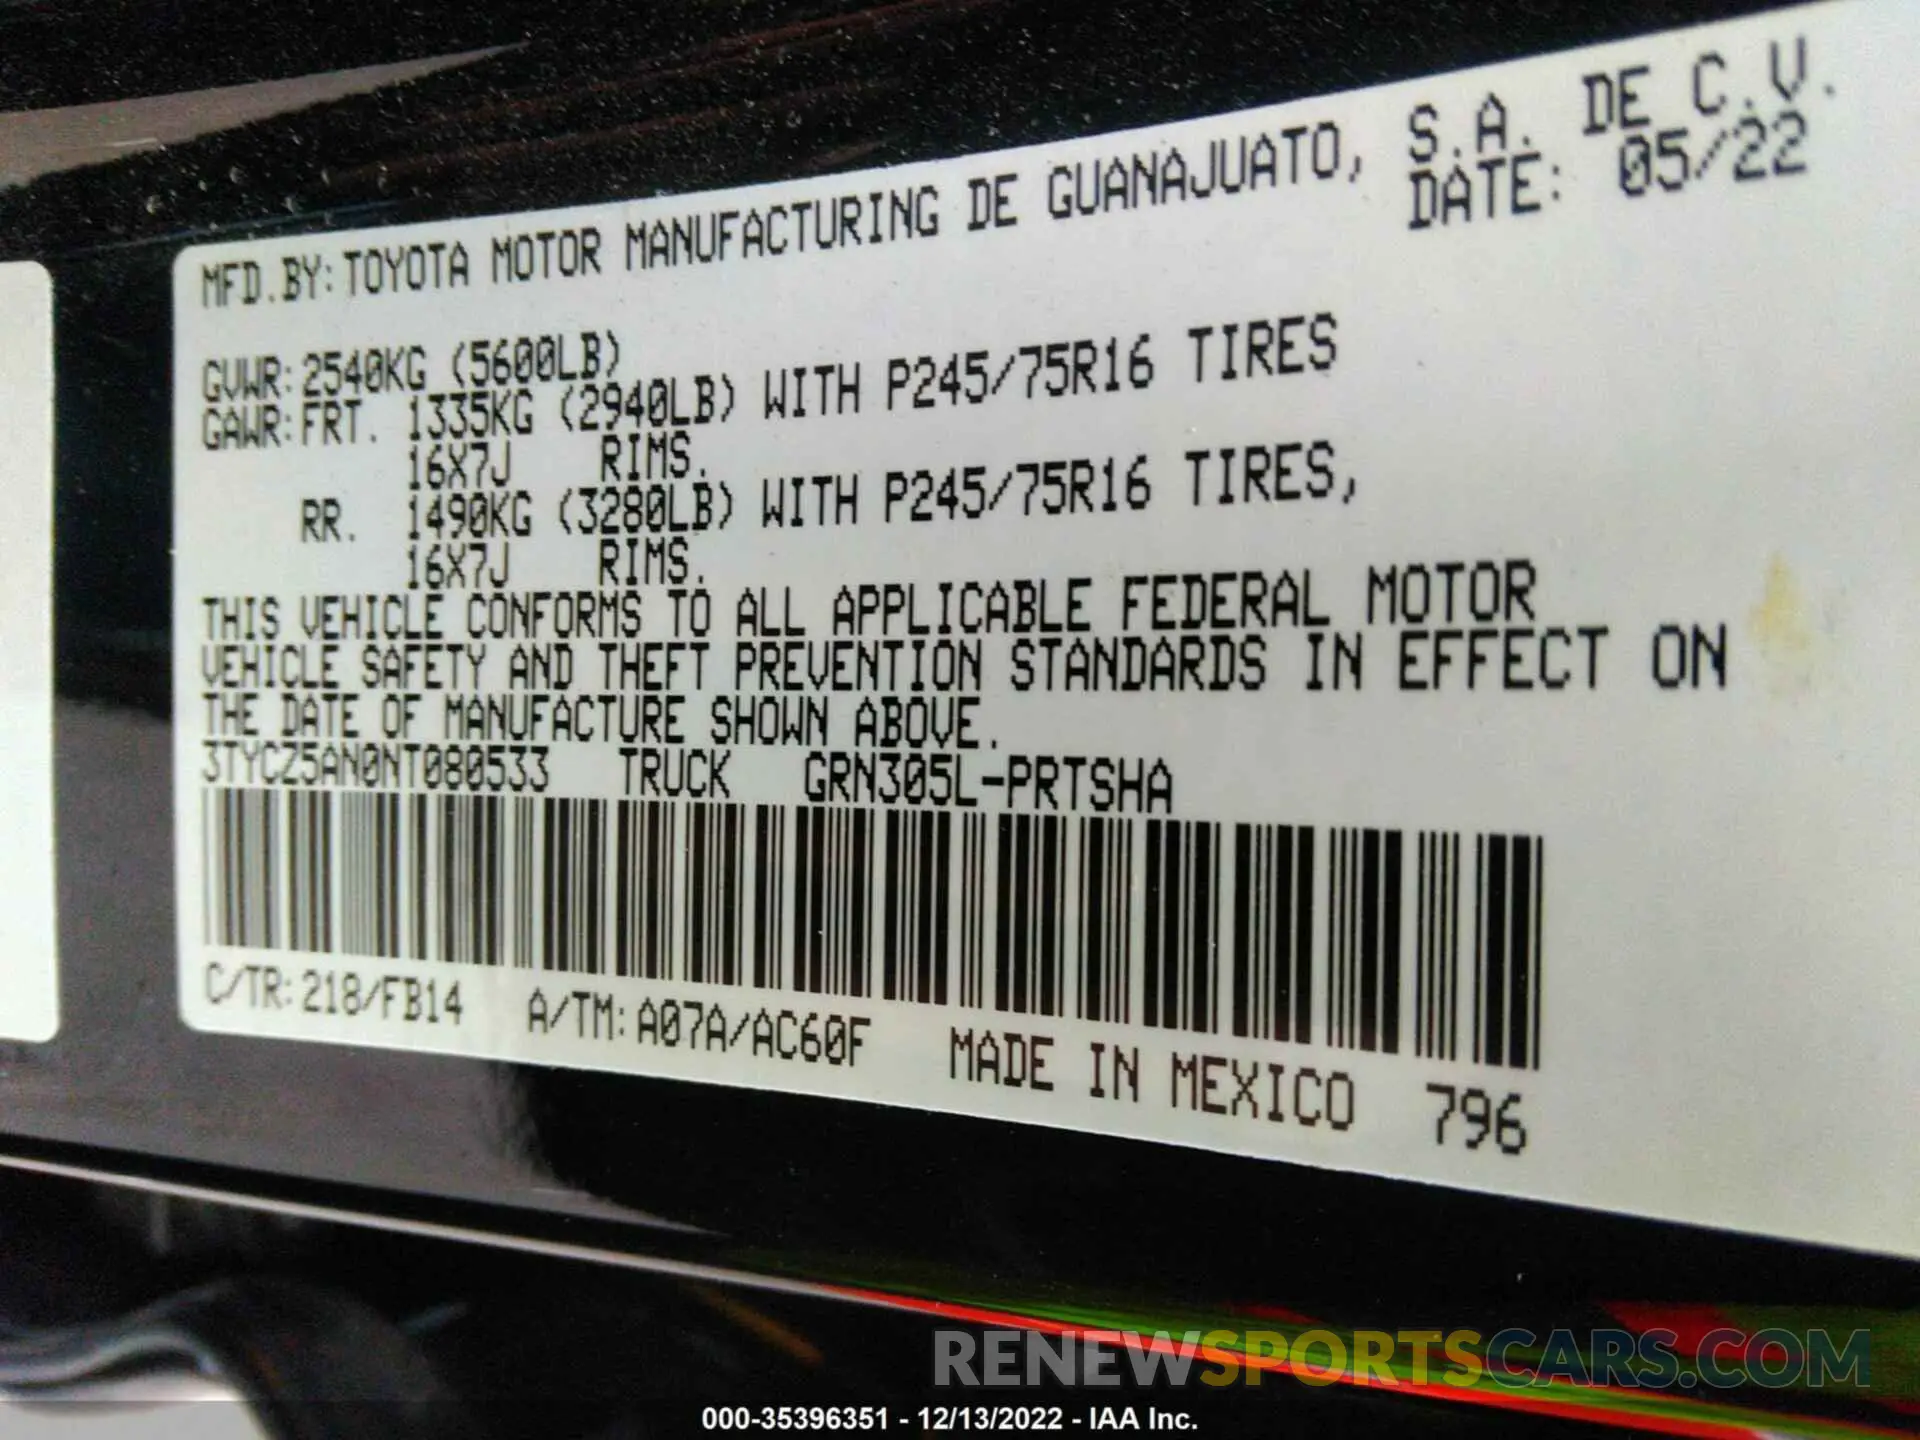 MFD.BY:TOYOTA MOTOR MANUFACTURING DE GUANAJUATO, S.A. DE C.V.
DATE: 05/22
GVWR:2540KG (5600LB)
GAWR:FRT. 1335KG (2940LB) WITH P245/75R16 TIRES
16X7J RIMS.
RR. 1490KG (3280LB) WITH P245/75R16 TIRES,
16X7J RIMS.
THIS VEHICLE CONFORMS TO ALL APPLICABLE FEDERAL MOTOR
VEHICLE SAFETY AND THEFT PREVENTION STANDARDS IN EFFECT ON
THE DATE OF MANUFACTURE SHOWN ABOVE.
3TYCZ5AN0NT080533 TRUCK GRN305L-PRTSHA
C/TR:218/FB14 A/TM:A07A/AC60F MADE IN MEXICO 796
RENEWSPORTSCARS.COM
000-35396351 - 12/13/2022 - IAA Inc.